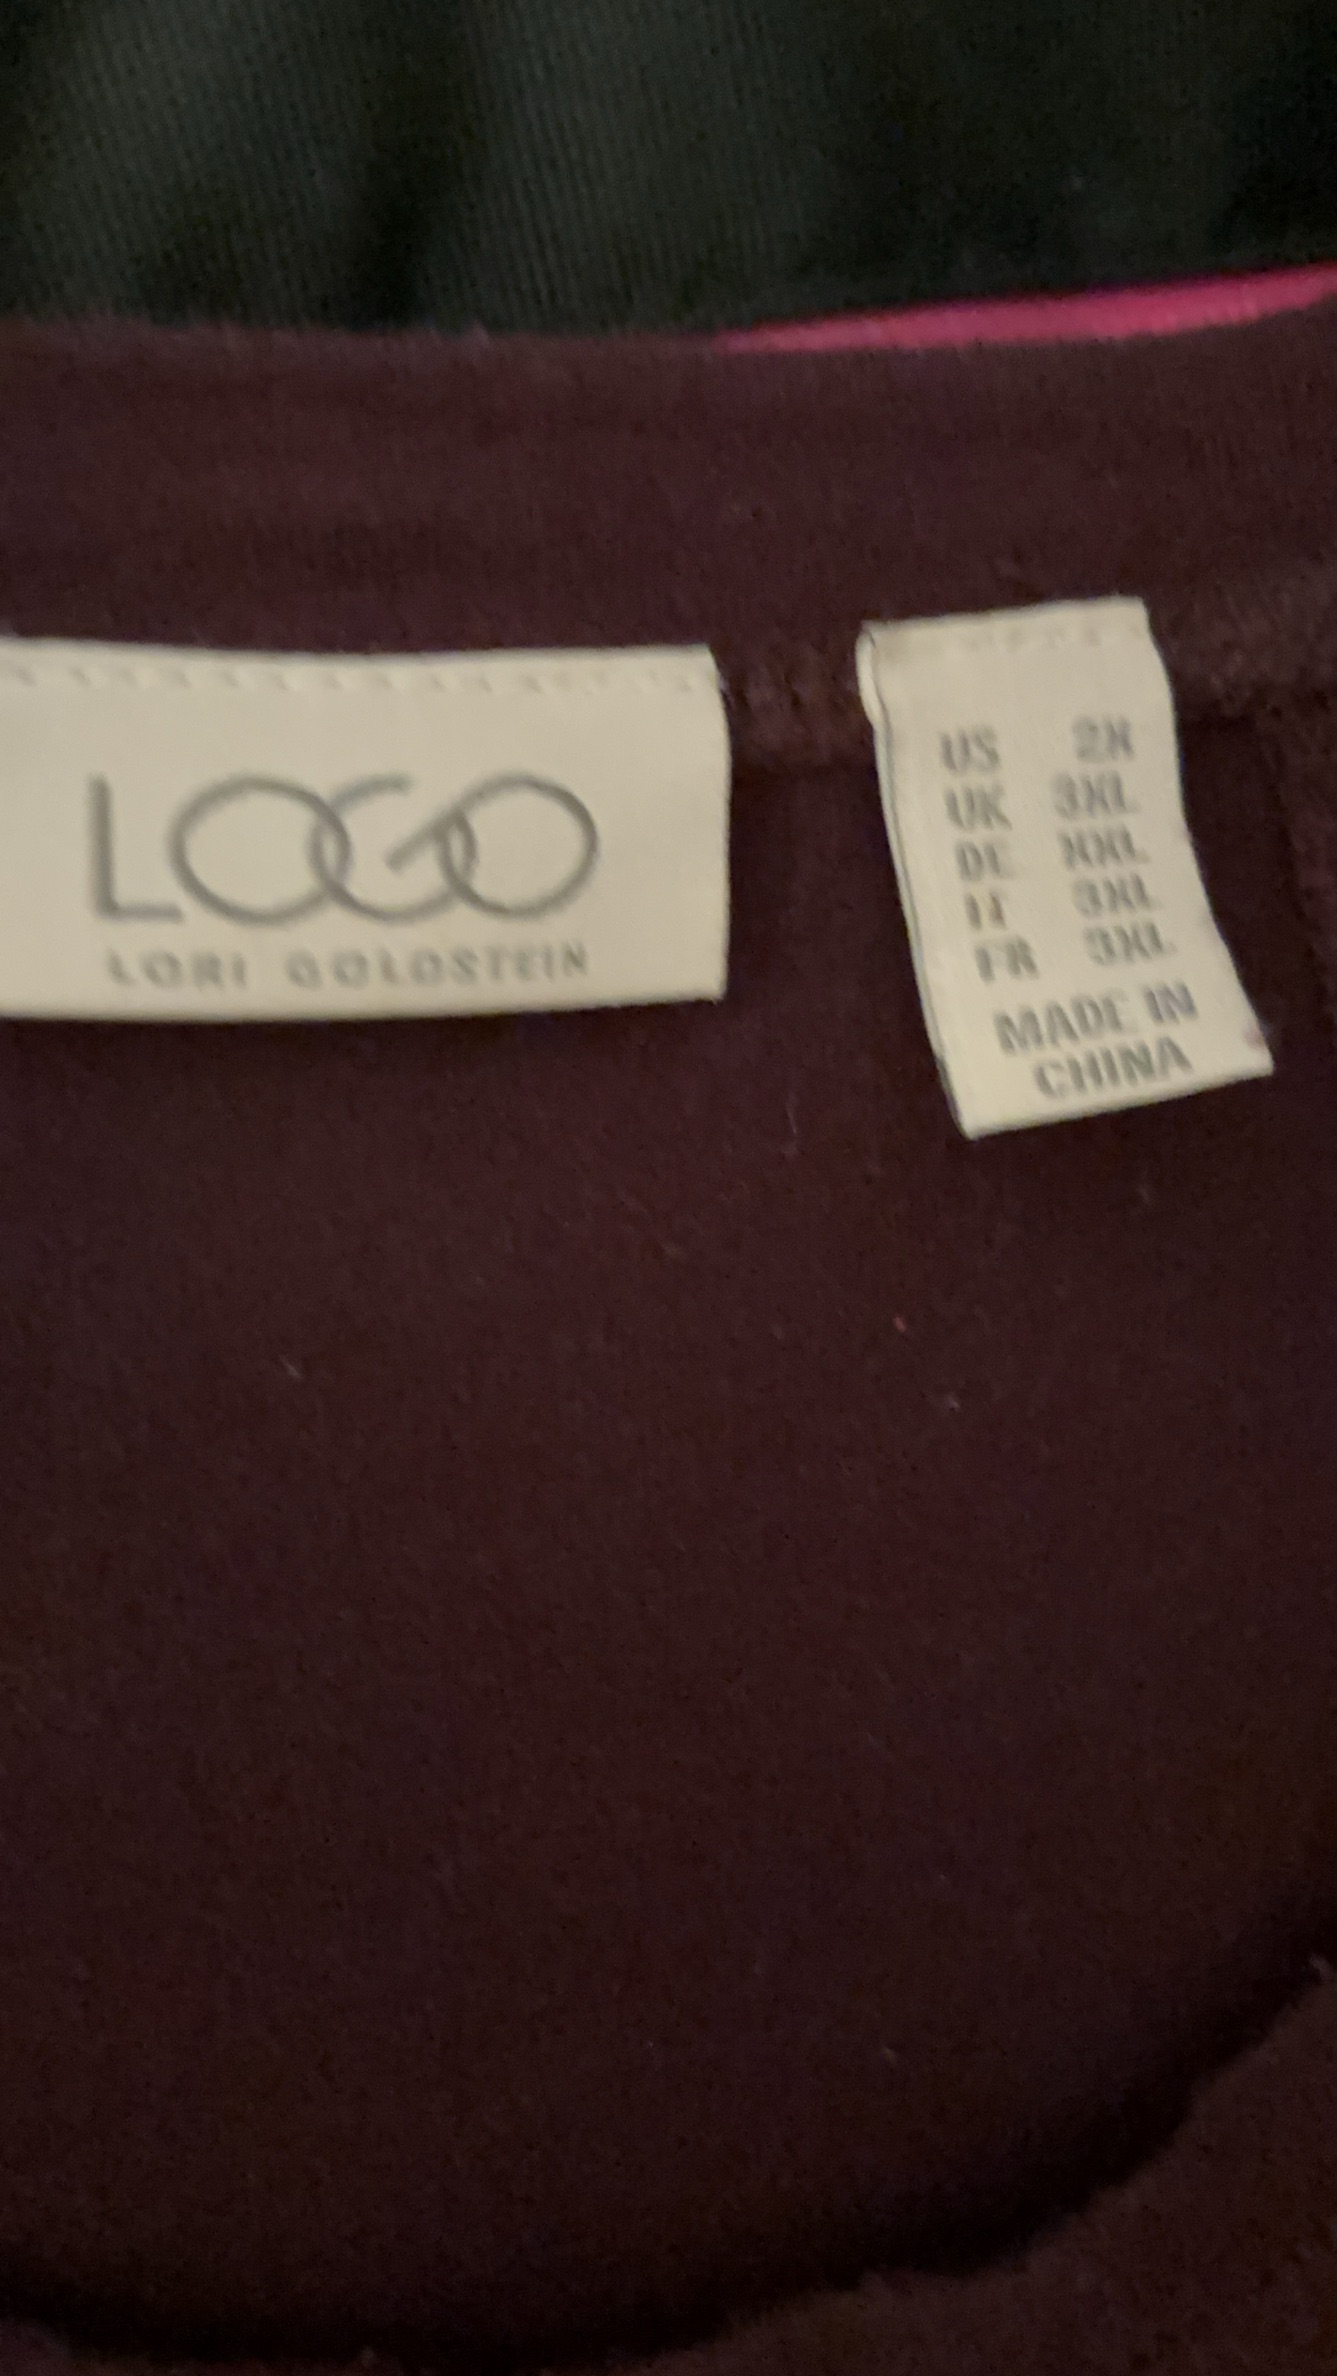 LOGO
LORI GOLDSTEIN
US 2X
UK 3XL
DE XXL
IT 3XL
FR 3XL
MADE IN
CHINA